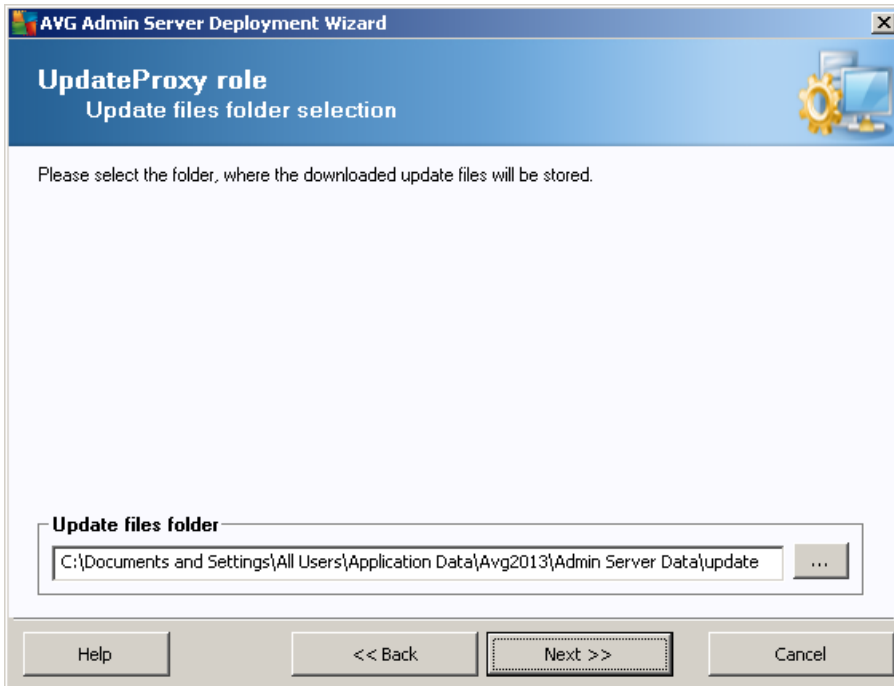 AVG Admin Server Deployment Wizard
UpdateProxy role
Update files folder selection
Please select the folder, where the downloaded update files will be stored.
Update files folder
C:\Documents and Settings\All Users\Application Data\Avg2013\Admin Server Data\update
...
Help
<< Back
Next >>
Cancel